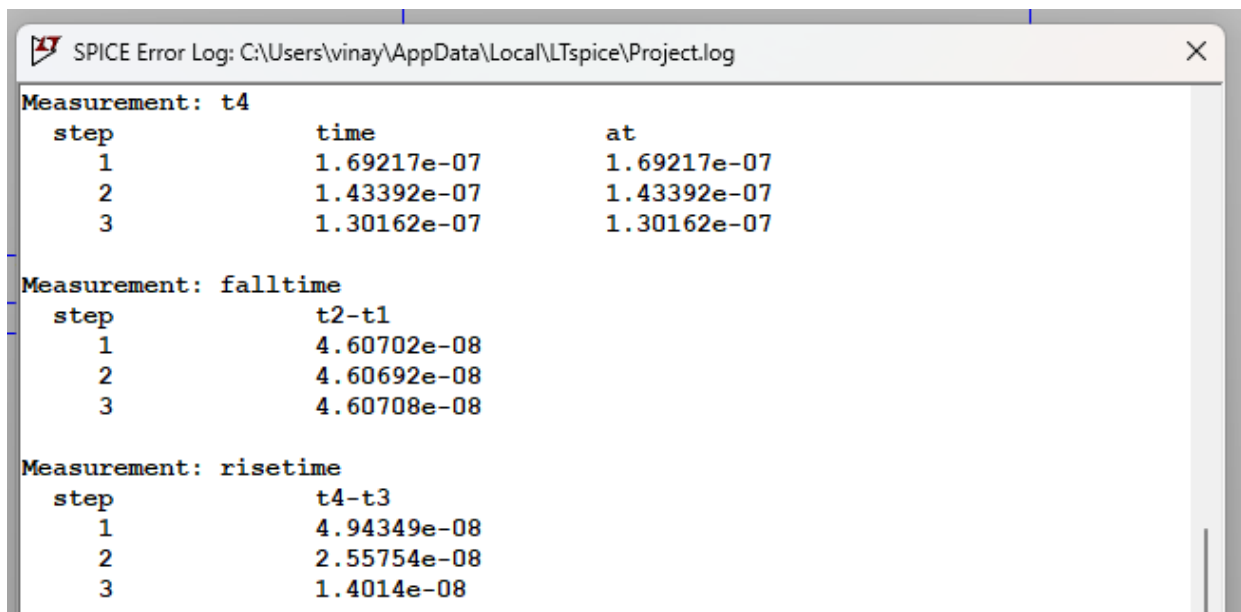 SPICE Error Log: C:\Users\vinay\AppData\Local\LTspice\Project.log
Measurement: t4
step time at
1 1.69217e-07 1.69217e-07
2 1.43392e-07 1.43392e-07
3 1.30162e-07 1.30162e-07
Measurement: falltime
step t2-t1
1 4.60702e-08
2 4.60692e-08
3 4.60708e-08
Measurement: risetime
step t4-t3
1 4.94349e-08
2 2.55754e-08
3 1.4014e-08